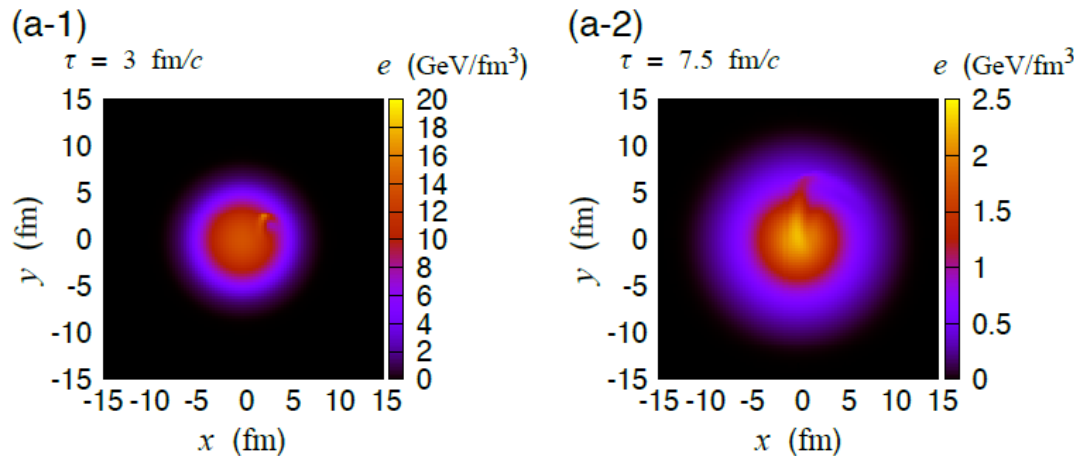 (a-1)
τ = 3 fm/c
e (GeV/fm³)
15
10
5
0
-5
-10
-15
y (fm)
-15 -10 -5 0 5 10 15
x (fm)
20
18
16
14
12
10
8
6
4
2
0
(a-2)
τ = 7.5 fm/c
e (GeV/fm³
15
10
5
0
-5
-10
-15
y (fm)
-15 -10 -5 0 5 10 15
x (fm)
2.5
2
1.5
1
0.5
0